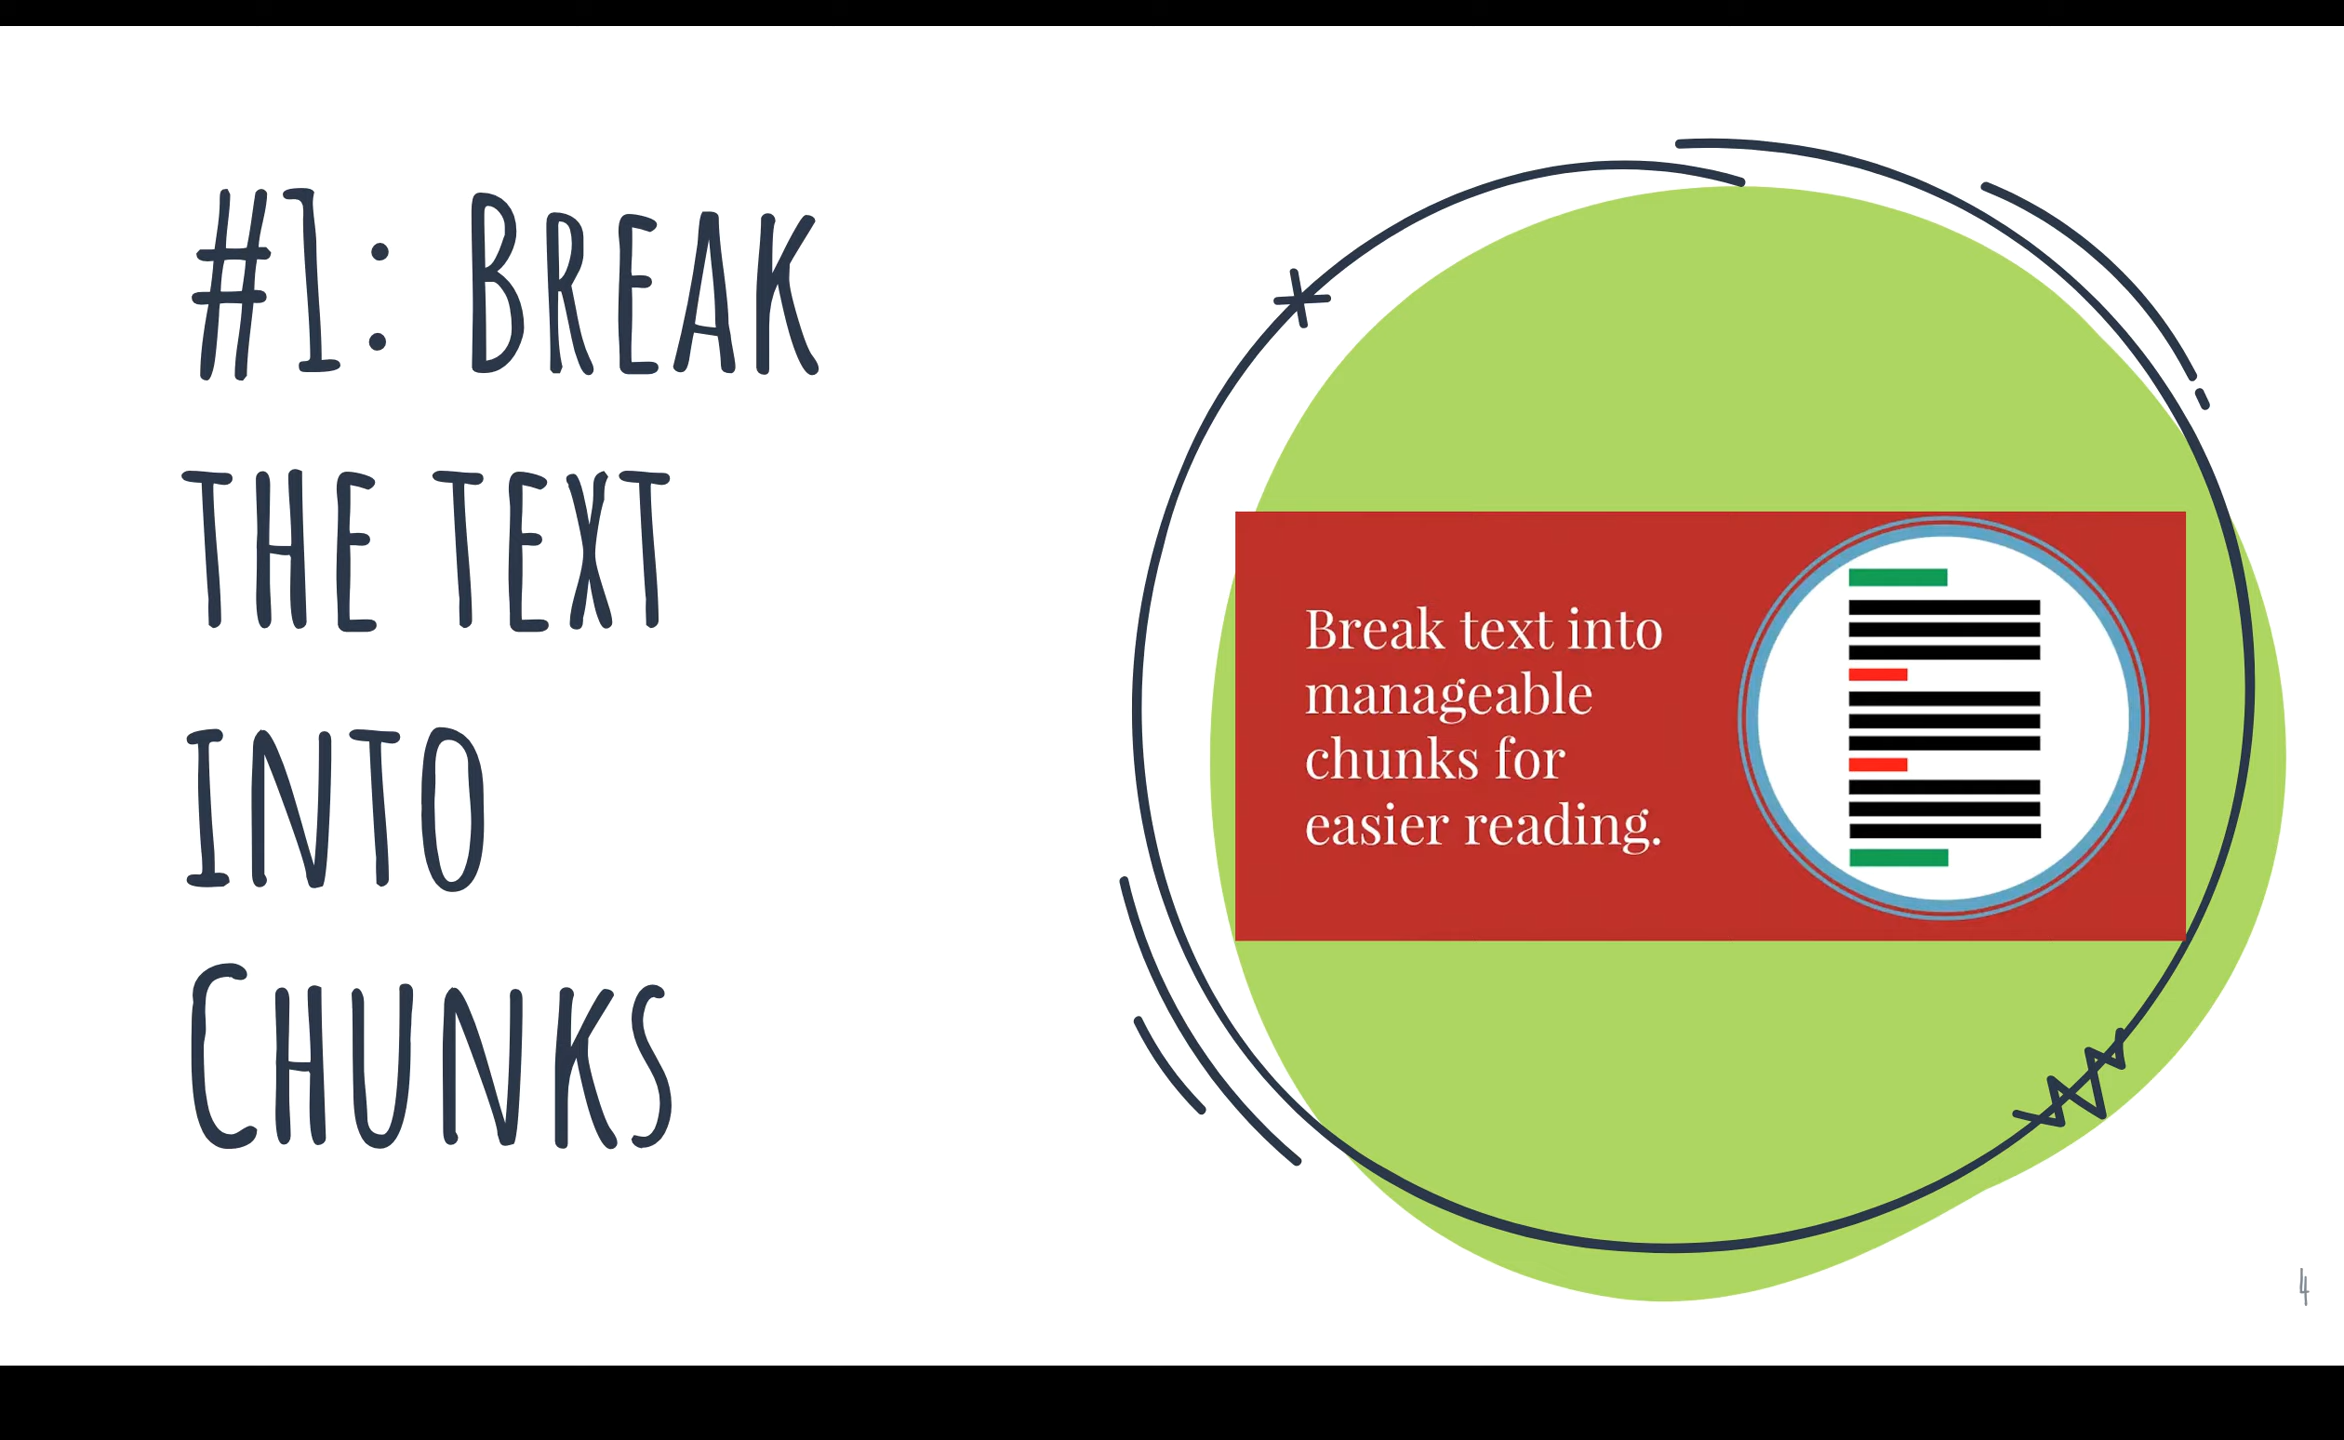 #1: Break
the text
into
Chunks
Break text into
manageable
chunks for
easier reading.
4